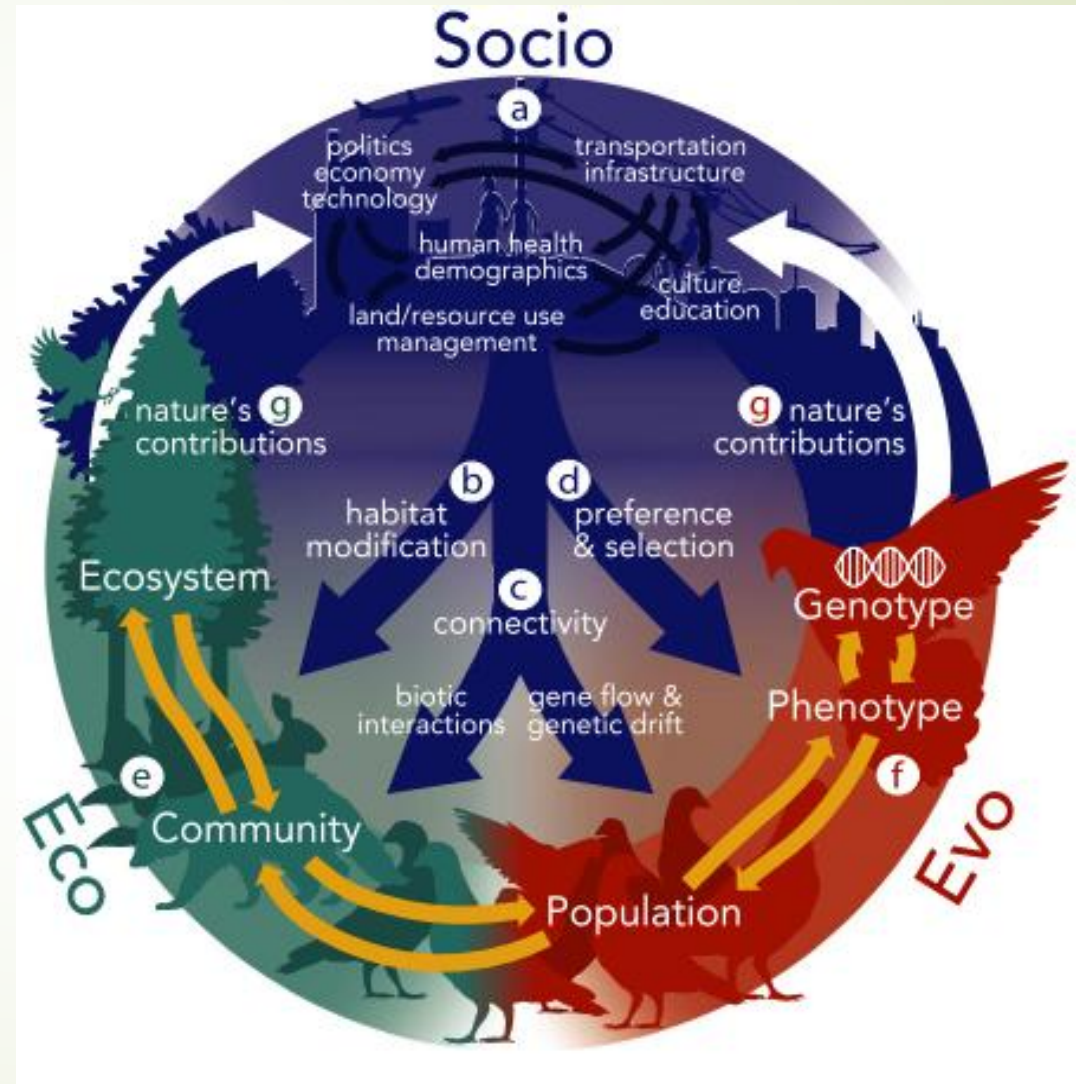 Socio
a
politics
economy
technology
transportation
infrastructure
human health
demographics
culture
education
land/resource use
management
nature's g
contributions
g nature's
contributions
b
habitat
modification
d
preference
& selection
c
connectivity
biotic
interactions
gene flow &
genetic drift
Ecosystem
Genotype
Phenotype
e
f
Community
Population
Eco
Evo